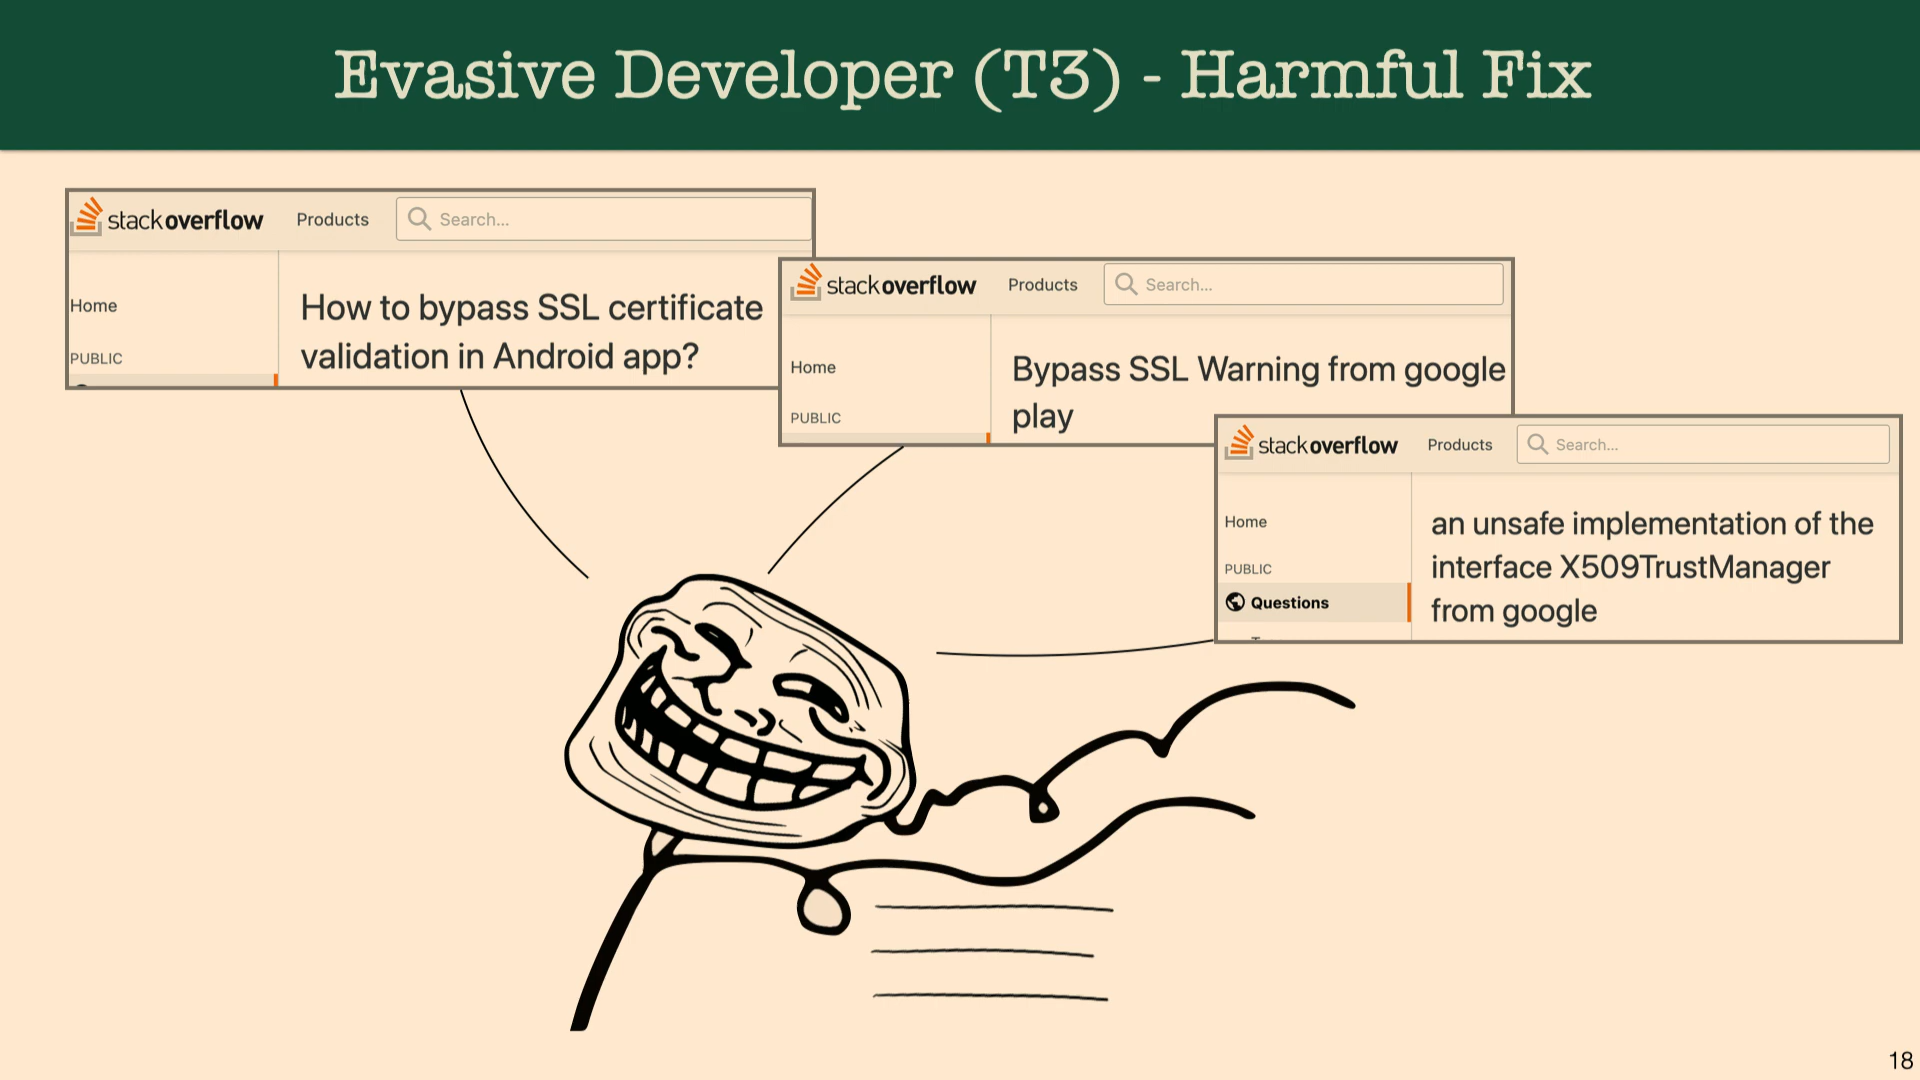 Evasive Developer (T3) - Harmful Fix
stackoverflow Products Search...
Home
PUBLIC
How to bypass SSL certificate
validation in Android app?
stackoverflow Products Search...
Home
PUBLIC
Bypass SSL Warning from google
play
stackoverflow Products Search...
Home
PUBLIC
Questions
an unsafe implementation of the
interface X509TrustManager
from google
18